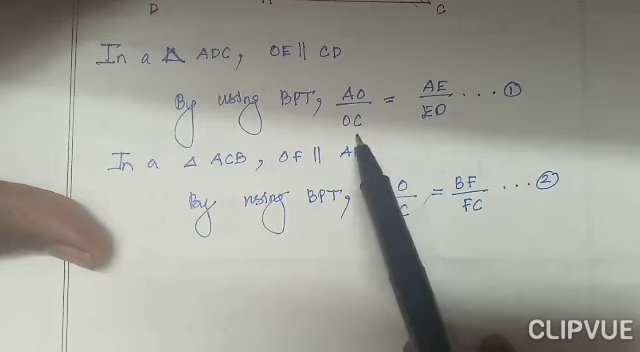 D C
In a Δ ADC, OE || CD
By using BPT, AO/OC = AE/ED ... ①
In a Δ ACB, OF || A
By using BPT, O/C = BF/FC ... ②
CLIPVUE